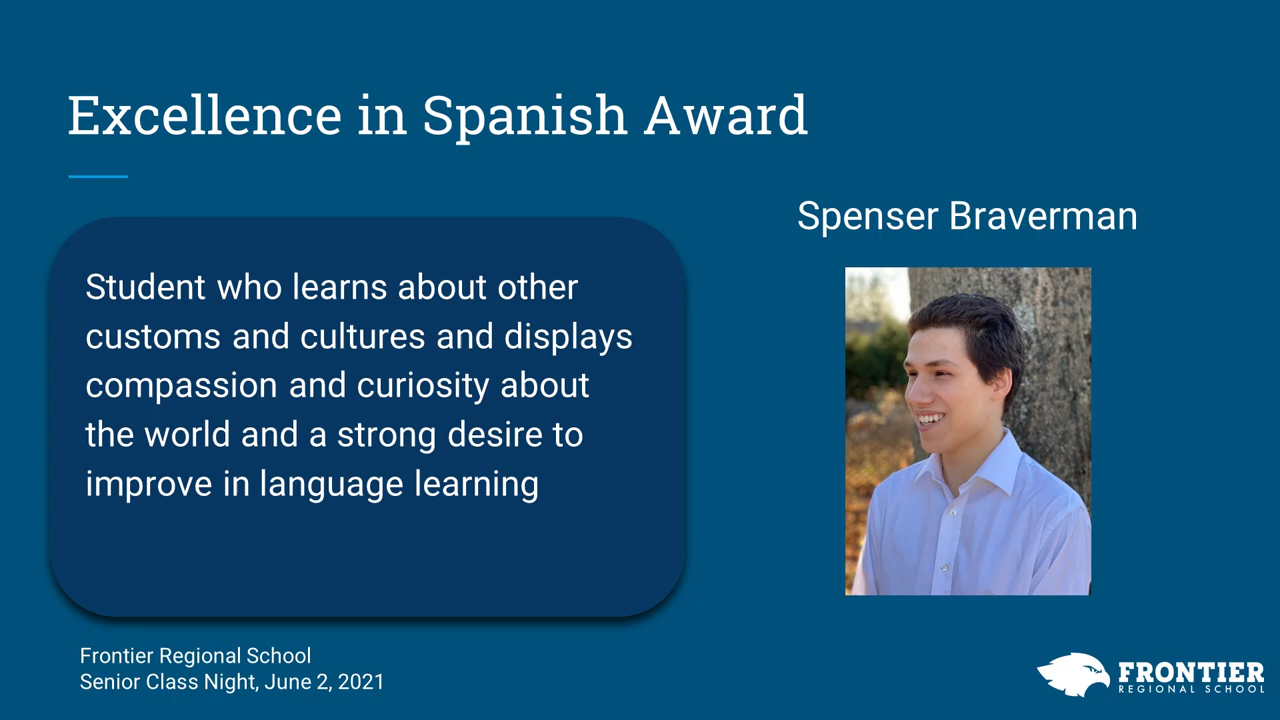 Excellence in Spanish Award
Spenser Braverman
Student who learns about other
customs and cultures and displays
compassion and curiosity about
the world and a strong desire to
improve in language learning
Frontier Regional School
Senior Class Night, June 2, 2021
FRONTIER
REGIONAL SCHOOL